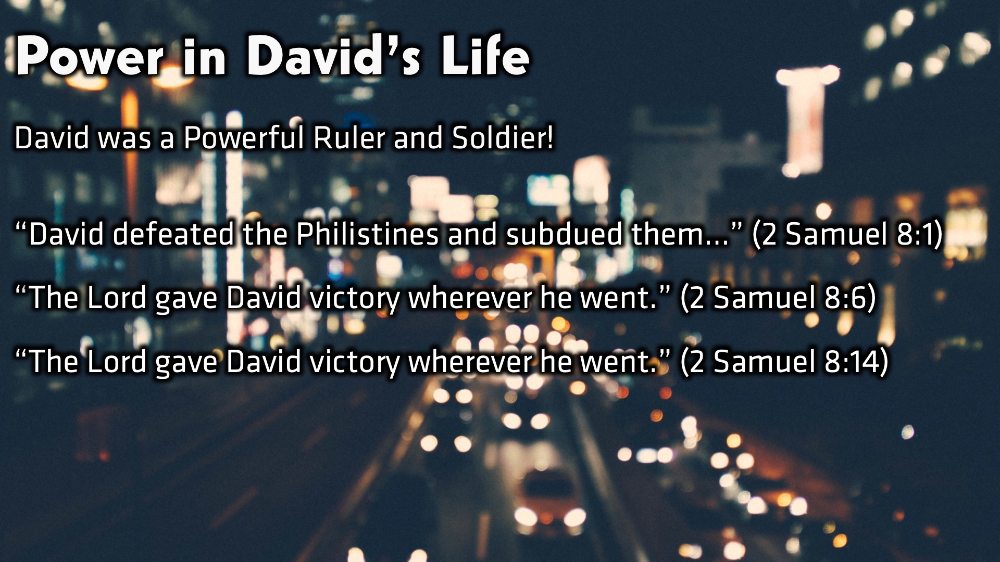 Power in David’s Life
David was a Powerful Ruler and Soldier!
“David defeated the Philistines and subdued them...” (2 Samuel 8:1)
“The Lord gave David victory wherever he went.” (2 Samuel 8:6)
“The Lord gave David victory wherever he went.” (2 Samuel 8:14)